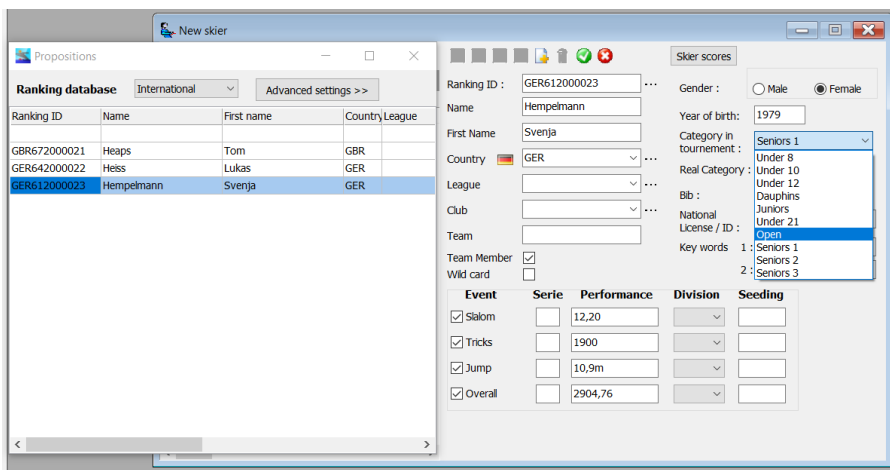 New skier
Propositions
Ranking database International Advanced settings >>
Ranking ID Name First name Country League
GBR672000021 Heaps Tom GBR
GER642000022 Heiss Lukas GER
GER612000023 Hempelmann Svenja GER
Skier scores
Ranking ID : GER612000023 ...
Name Hempelmann
First Name Svenja
Country GER ...
League ...
Club ...
Team
Team Member
Wild card
Gender : Male Female
Year of birth: 1979
Category in
tournement : Seniors 1
Real Category :
Bib :
National
License / ID :
Key words 1 :
2 :
Under 8
Under 10
Under 12
Dauphins
Juniors
Under 21
Open
Seniors 1
Seniors 2
Seniors 3
Event Serie Performance Division Seeding
Slalom 12,20
Tricks 1900
Jump 10,9m
Overall 2904,76